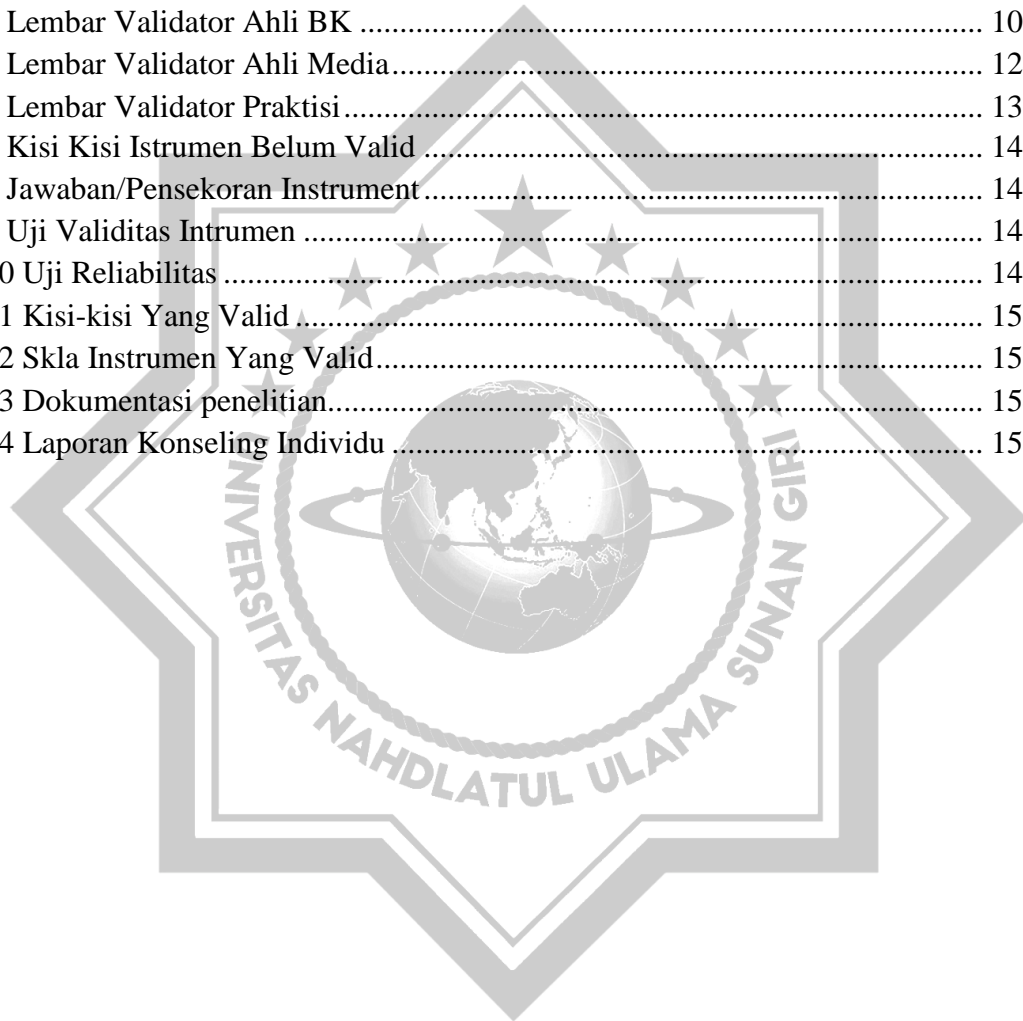 Lembar Validator Ahli BK ........................................................................ 10
Lembar Validator Ahli Media .................................................................... 12
Lembar Validator Praktisi ....................................................................... 13
Kisi Kisi Istrumen Belum Valid ................................................................. 14
Jawaban/Pensekoran Instrument ................................................................ 14
Uji Validitas Intrumen ............................................................................. 14
0 Uji Reliabilitas .................................................................................... 14
1 Kisi-kisi Yang Valid ............................................................................. 15
2 Skla Instrumen Yang Valid .................................................................... 15
3 Dokumentasi penelitian ........................................................................ 15
4 Laporan Konseling Individu .................................................................. 15
UNIVERSITAS NAHDLATUL ULAMA SUNAN GIRI